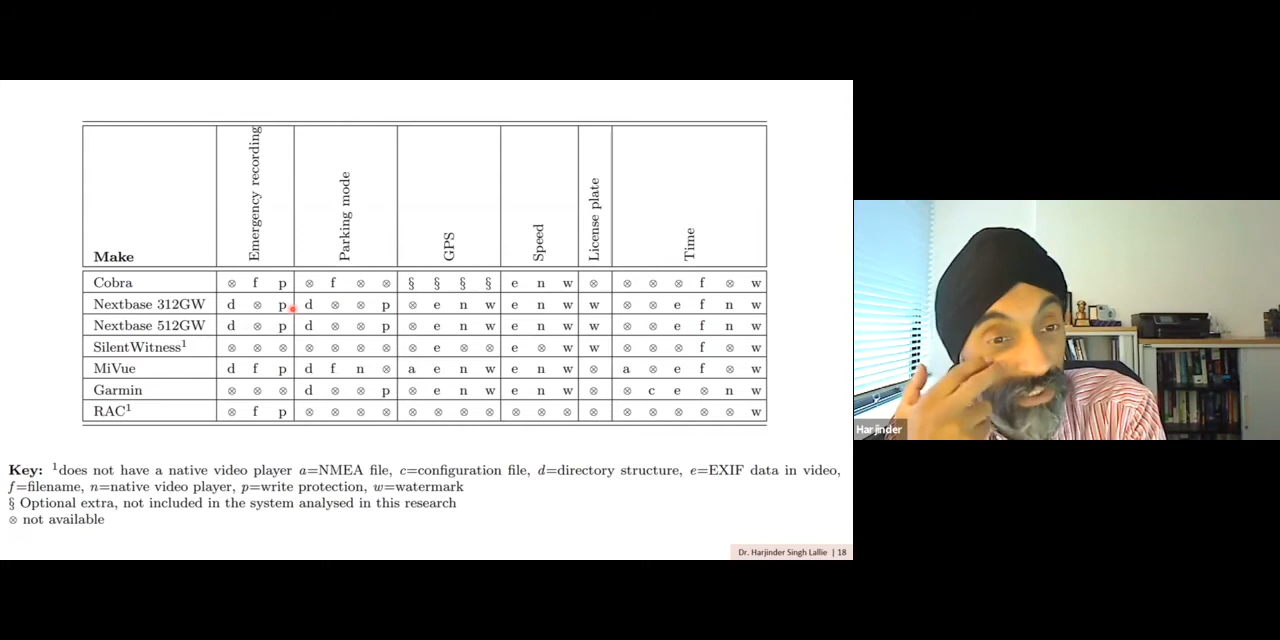 Make Emergency recording Parking mode GPS Speed License plate Time
Cobra ⊗ f p ⊗ f ⊗ ⊗ § § § § e n w ⊗ ⊗ ⊗ ⊗ f ⊗ w
Nextbase 312GW d ⊗ p d ⊗ ⊗ p ⊗ e n w e n w w ⊗ ⊗ e f n w
Nextbase 512GW d ⊗ p d ⊗ ⊗ p ⊗ e n w e n w w ⊗ ⊗ e f n w
SilentWitness¹ ⊗ ⊗ ⊗ ⊗ ⊗ ⊗ ⊗ ⊗ e ⊗ ⊗ e ⊗ w w ⊗ ⊗ ⊗ f ⊗ w
MiVue d f p d f n ⊗ a e n w e n w ⊗ a ⊗ e f ⊗ w
Garmin ⊗ ⊗ ⊗ d ⊗ ⊗ p ⊗ e n w e n w ⊗ ⊗ c e ⊗ n w
RAC¹ ⊗ f p ⊗ ⊗ ⊗ ⊗ ⊗ ⊗ ⊗ ⊗ ⊗ ⊗ ⊗ ⊗ ⊗ ⊗ ⊗ ⊗ ⊗ w
Key: ¹does not have a native video player a=NMEA file, c=configuration file, d=directory structure, e=EXIF data in video,
f=filename, n=native video player, p=write protection, w=watermark
§ Optional extra, not included in the system analysed in this research
⊗ not available
Dr. Harjinder Singh Lallie | 18
Harjinder